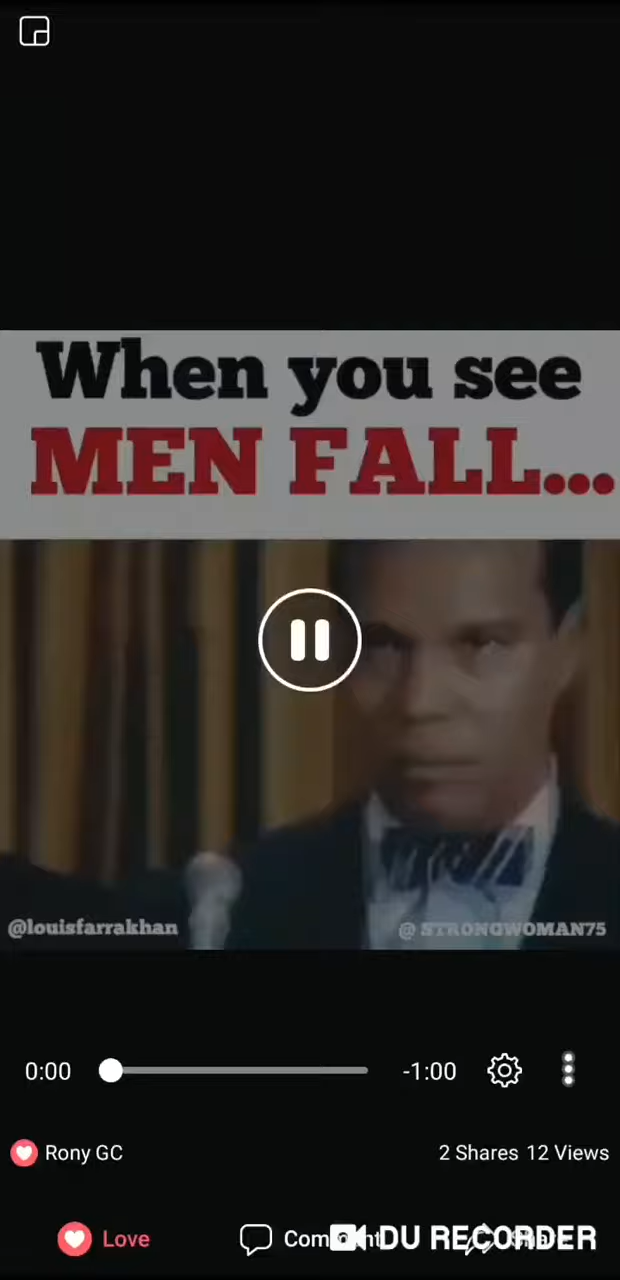 When you see
MEN FALL...
@louisfarrakhan
@ STRONGWOMAN75
0:00
-1:00
Rony GC
2 Shares 12 Views
Love
DU RECORDER